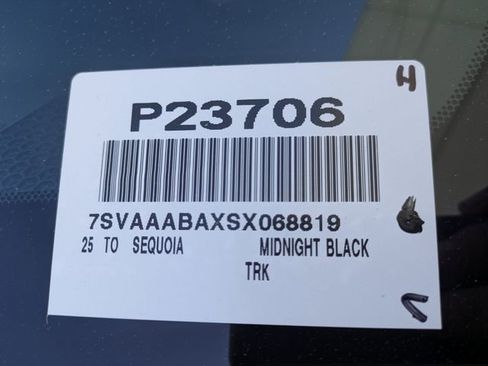 P23706
H
7SVAAABAXSX068819
25 TO SEQUOIA MIDNIGHT BLACK
TRK